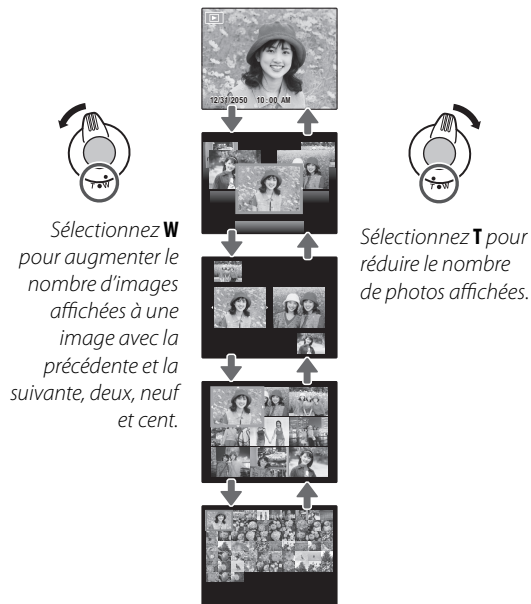 12/31/2050 10:00 AM
T W
Sélectionnez W
pour augmenter le
nombre d'images
affichées à une
image avec la
précédente et la
suivante, deux, neuf
et cent.
T W
Sélectionnez T pour
réduire le nombre
de photos affichées.